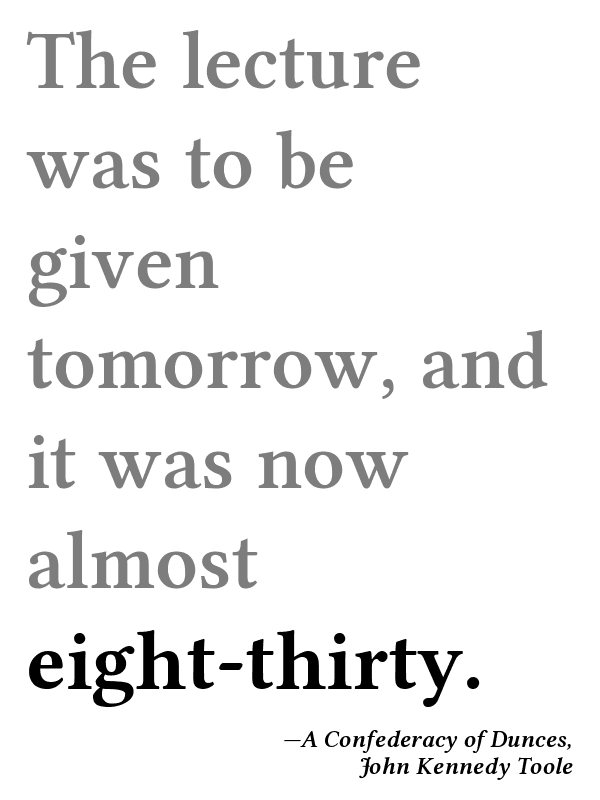 The lecture
was to be
given
tomorrow, and
it was now
almost
eight-thirty.
—A Confederacy of Dunces,
John Kennedy Toole